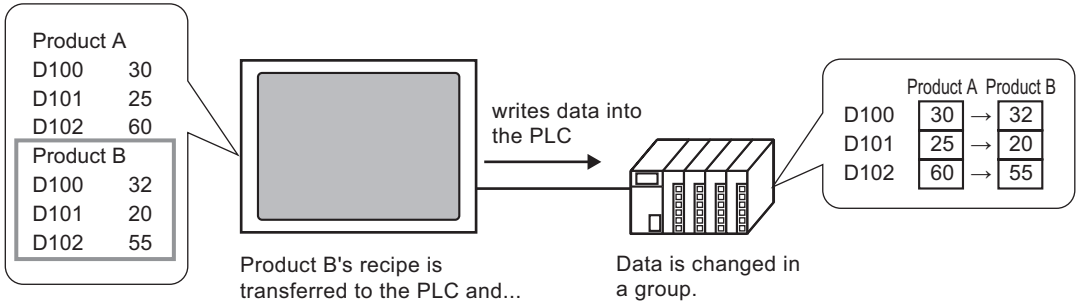 Product A
D100 30
D101 25
D102 60
Product B
D100 32
D101 20
D102 55
Product B's recipe is
transferred to the PLC and...
writes data into
the PLC
Data is changed in
a group.
Product A Product B
D100 30 → 32
D101 25 → 20
D102 60 → 55